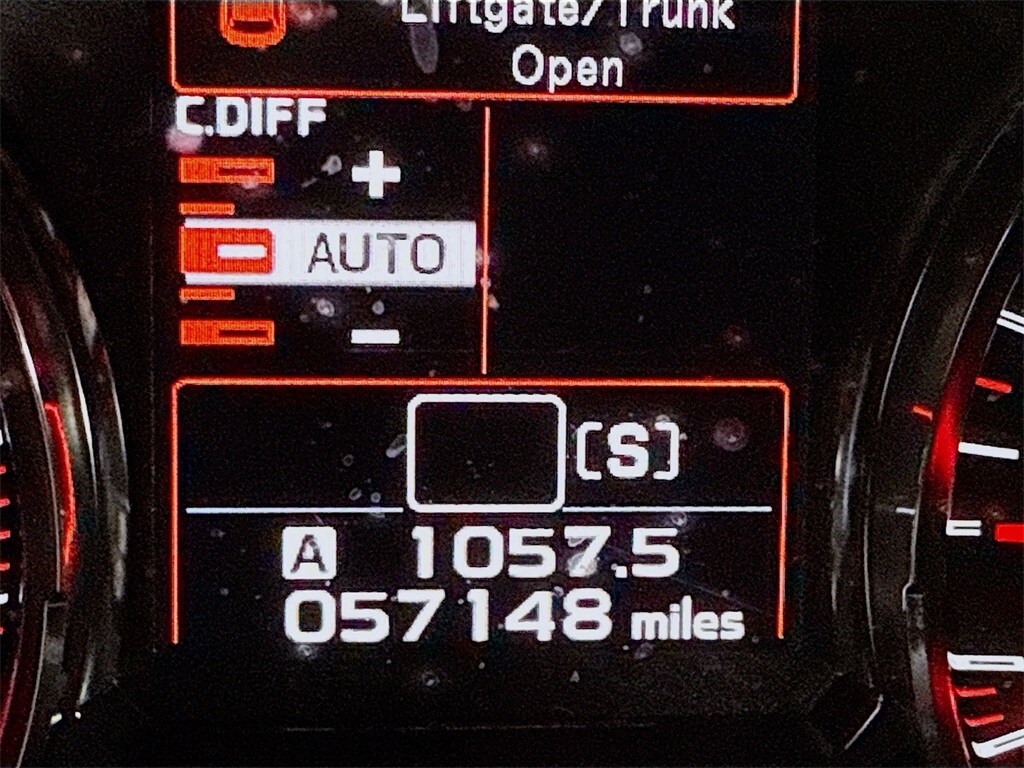 Liftgate/Trunk
Open
C.DIFF
+
AUTO
-
[S]
A 1057.5
057148 miles